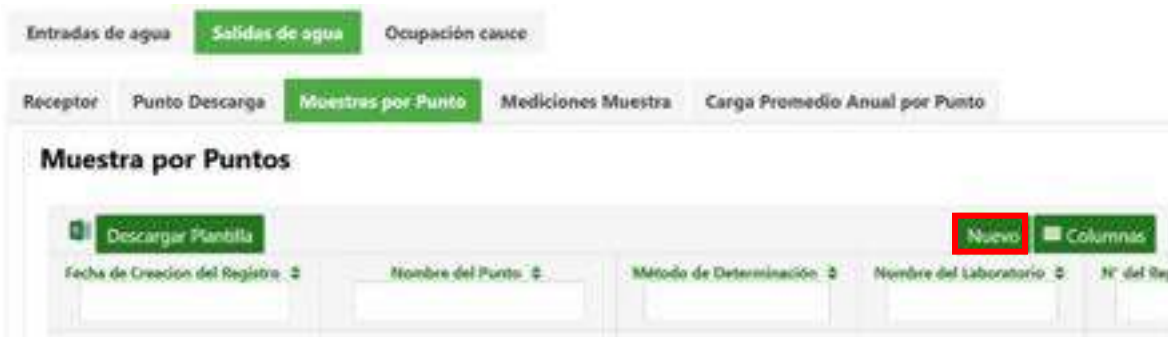 Entradas de agua Salidas de agua Ocupación cauce
Receptor Punto Descarga Muestras por Punto Mediciones Muestra Carga Promedio Anual por Punto
Muestra por Puntos
Descargar Plantilla Nuevo Columnas
Fecha de Creacion del Registro Nombre del Punto Método de Determinación Nombre del Laboratorio N° del Reg